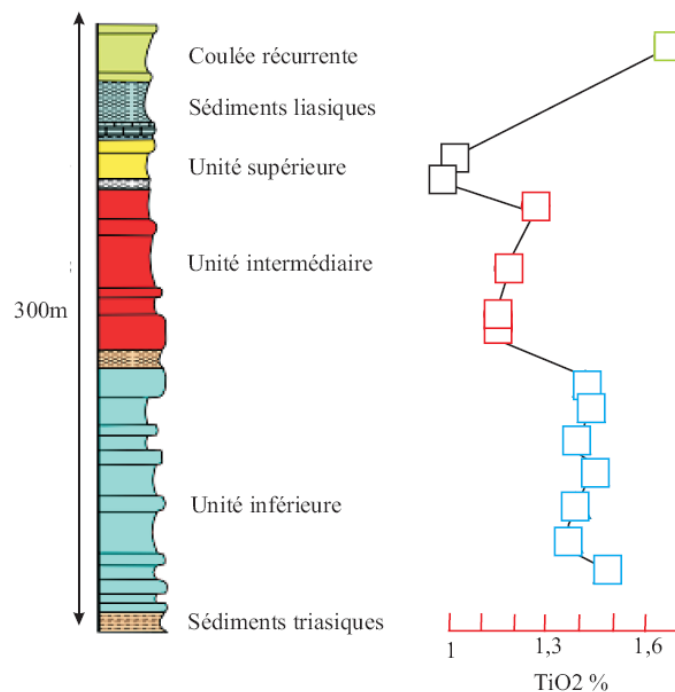 Coulée récurrente
Sédiments liasiques
Unité supérieure
Unité intermédiaire
300m
Unité inférieure
Sédiments triasiques
1 1,3 1,6
TiO2 %